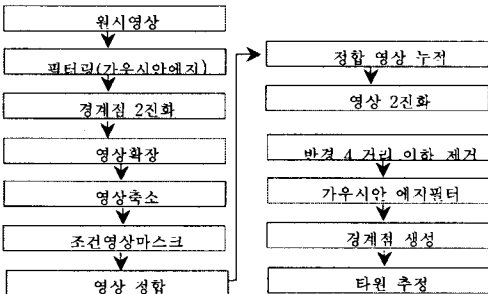 원시영상
필터링(가우시안에지)
경계점 2진화
영상확장
영상축소
조건영상마스크
영상 정합
정합 영상 누적
영상 2진화
반경 4 거리 이하 제거
가우시안 에지필터
경계점 생성
타원 추정